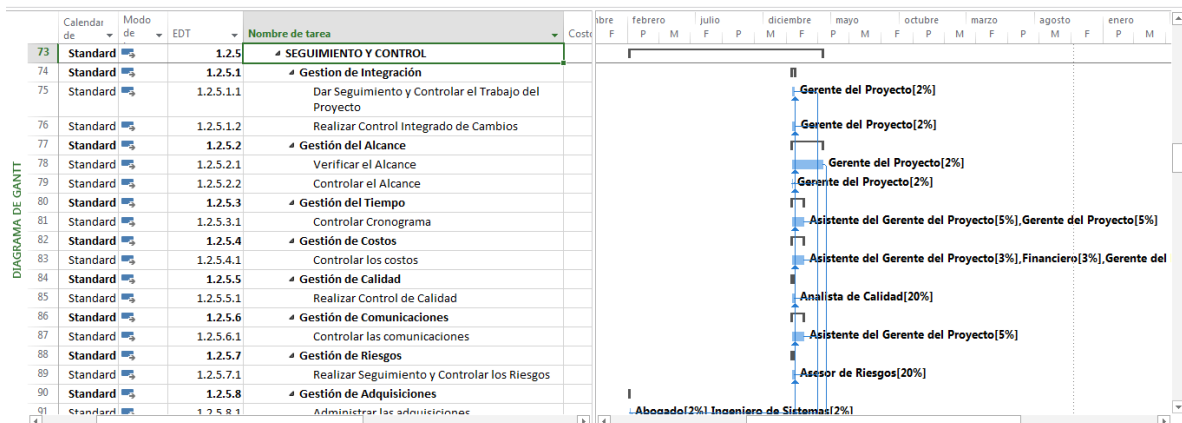 Calendar de Modo de EDT Nombre de tarea
nbre febrero julio diciembre mayo octubre marzo agosto enero
F P M F P M F P M F P M F P M
73 Standard 1.2.5 SEGUIMIENTO Y CONTROL
74 Standard 1.2.5.1 Gestion de Integración
75 Standard 1.2.5.1.1 Dar Seguimiento y Controlar el Trabajo del Proyecto Gerente del Proyecto[2%]
76 Standard 1.2.5.1.2 Realizar Control Integrado de Cambios Gerente del Proyecto[2%]
77 Standard 1.2.5.2 Gestión del Alcance
78 Standard 1.2.5.2.1 Verificar el Alcance Gerente del Proyecto[2%]
79 Standard 1.2.5.2.2 Controlar el Alcance Gerente del Proyecto[2%]
80 Standard 1.2.5.3 Gestión del Tiempo
81 Standard 1.2.5.3.1 Controlar Cronograma Asistente del Gerente del Proyecto[5%],Gerente del Proyecto[5%]
82 Standard 1.2.5.4 Gestión de Costos
83 Standard 1.2.5.4.1 Controlar los costos Asistente del Gerente del Proyecto[3%],Financiero[3%],Gerente del
84 Standard 1.2.5.5 Gestión de Calidad
85 Standard 1.2.5.5.1 Realizar Control de Calidad Analista de Calidad[20%]
86 Standard 1.2.5.6 Gestión de Comunicaciones
87 Standard 1.2.5.6.1 Controlar las comunicaciones Asistente del Gerente del Proyecto[5%]
88 Standard 1.2.5.7 Gestión de Riesgos
89 Standard 1.2.5.7.1 Realizar Seguimiento y Controlar los Riesgos Asesor de Riesgos[20%]
90 Standard 1.2.5.8 Gestión de Adquisiciones
91 Standard 1.2.5.8.1 Administrar las adquisiciones Abogado[2%] Ingeniero de Sistemas[2%]
DIAGRAMA DE GANTT